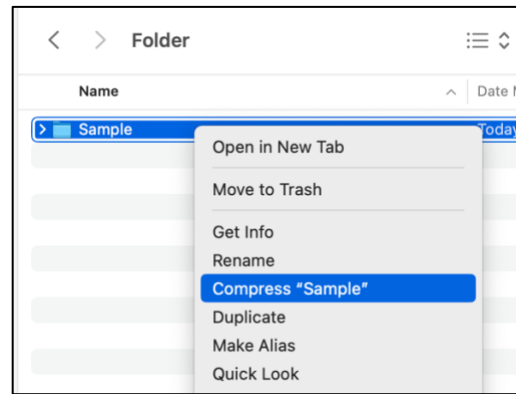 Folder
Name Date
Sample Today
Open in New Tab
Move to Trash
Get Info
Rename
Compress “Sample”
Duplicate
Make Alias
Quick Look